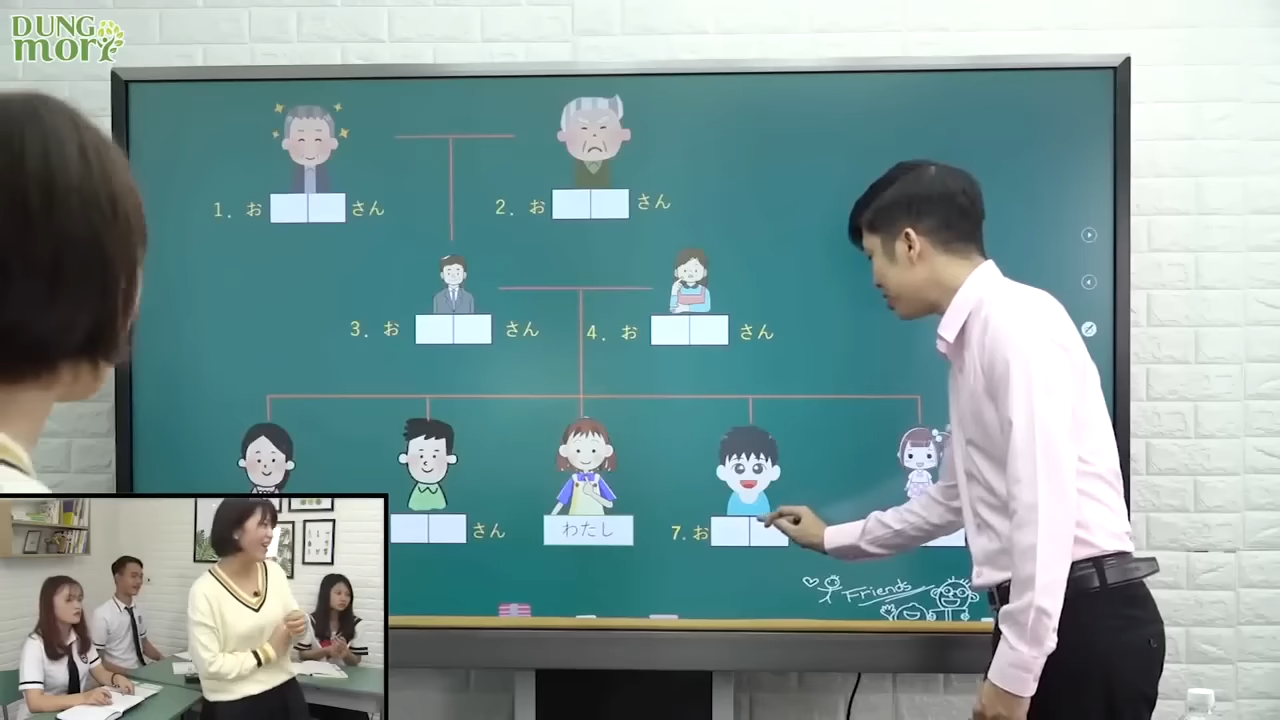 DUNG
mori
1. お さん
2. お さん
3. お さん
4. お さん
さん
わたし
7. お
Friends